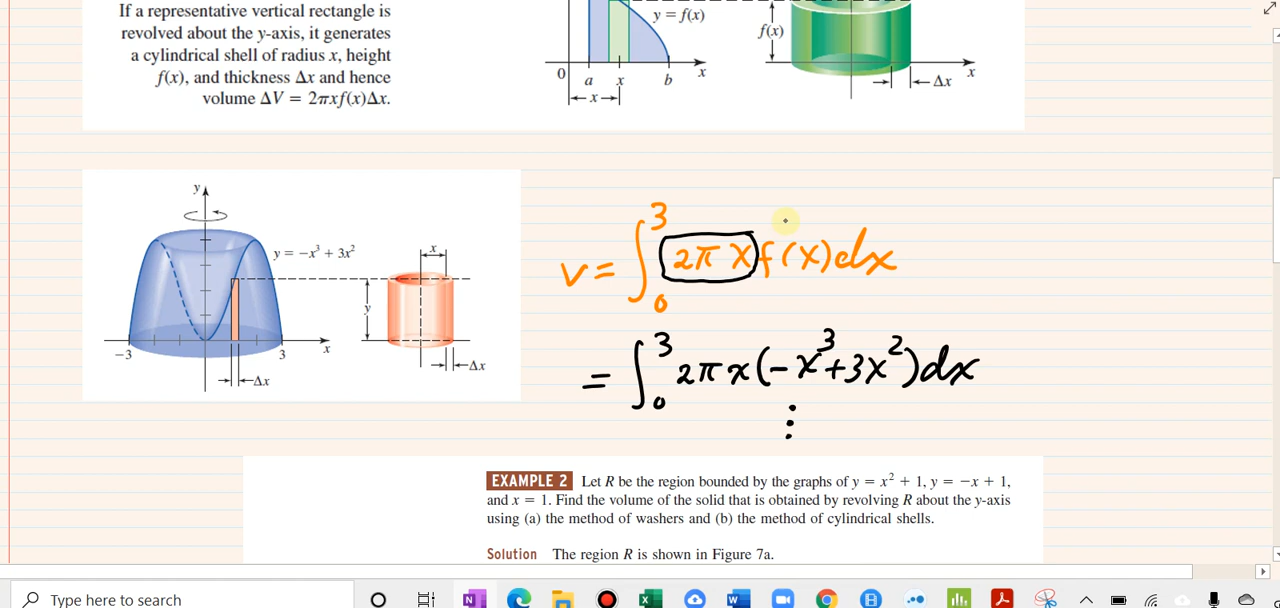 If a representative vertical rectangle is
revolved about the y-axis, it generates
a cylindrical shell of radius x, height
f(x), and thickness Δx and hence
volume ΔV = 2πxf(x)Δx.
y = f(x)
0 a x b x
x
f(x)
x
Δx
y
y = −x³ + 3x²
−3 3 x
Δx
x
y
Δx
V = ∫₀³ 2π x f(x) dx
= ∫₀³ 2π x (−x³ + 3x²) dx
⋮
EXAMPLE 2 Let R be the region bounded by the graphs of y = x² + 1, y = −x + 1,
and x = 1. Find the volume of the solid that is obtained by revolving R about the y-axis
using (a) the method of washers and (b) the method of cylindrical shells.
Solution The region R is shown in Figure 7a.
Type here to search